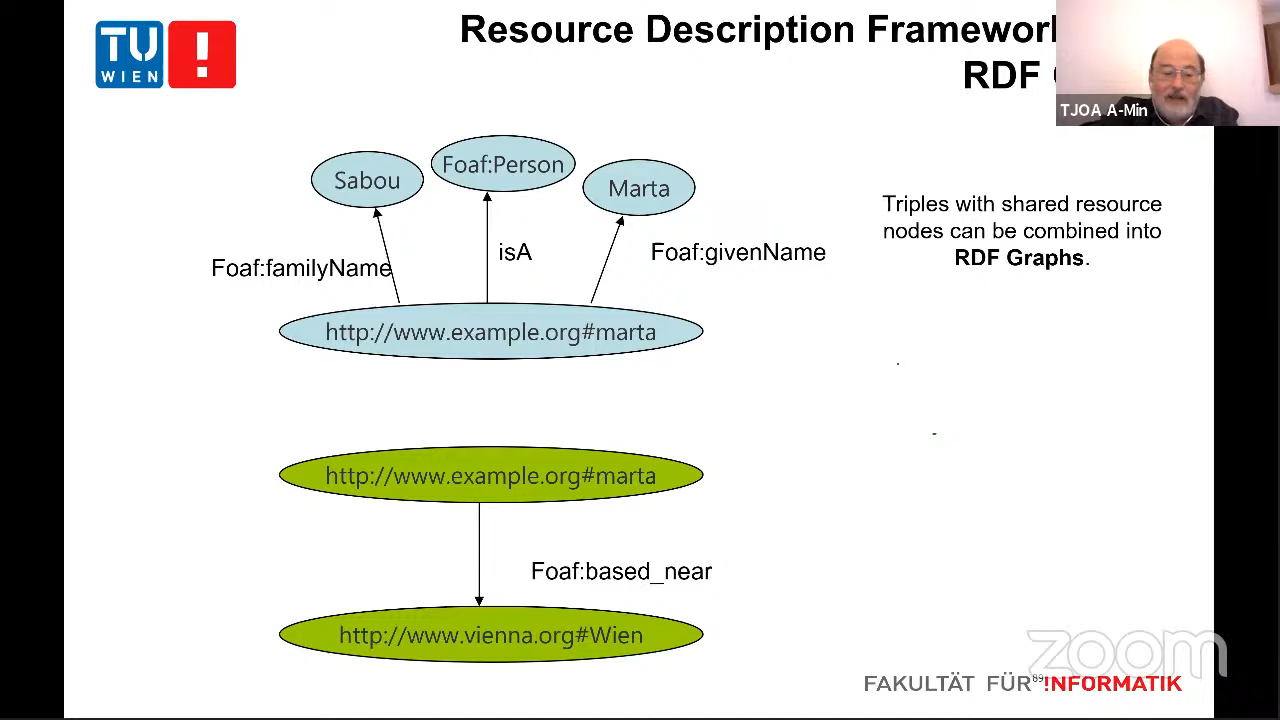 TU
WIEN
!
Resource Description Framework
RDF
TJOA A-Min
Sabou
Foaf:Person
Marta
Foaf:familyName
isA
Foaf:givenName
http://www.example.org#marta
Triples with shared resource
nodes can be combined into
RDF Graphs.
http://www.example.org#marta
Foaf:based_near
http://www.vienna.org#Wien
zoom
FAKULTÄT FÜR !NFORMATIK
89